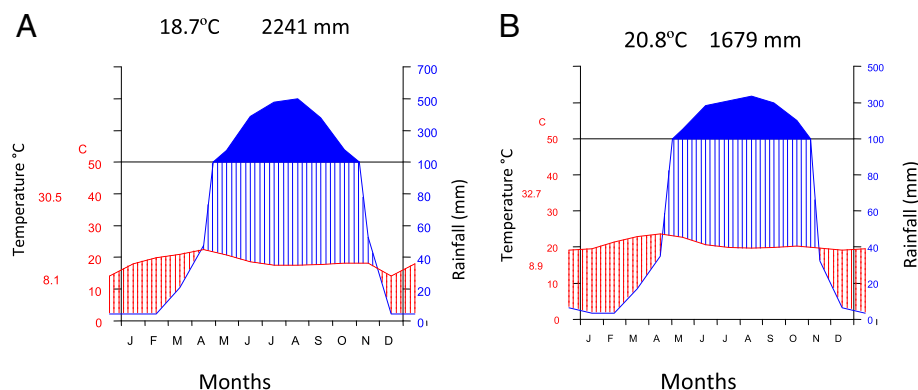 A
18.7ºC 2241 mm
Temperature °C
C
50
40
30
20
10
0
30.5
8.1
700
500
300
100
80
60
40
20
0
Rainfall (mm)
J F M A M J J A S O N D
Months
B
20.8ºC 1679 mm
Temperature °C
C
50
40
30
20
10
0
32.7
8.9
500
300
100
80
60
40
20
0
Rainfall (mm)
J F M A M J J A S O N D
Months